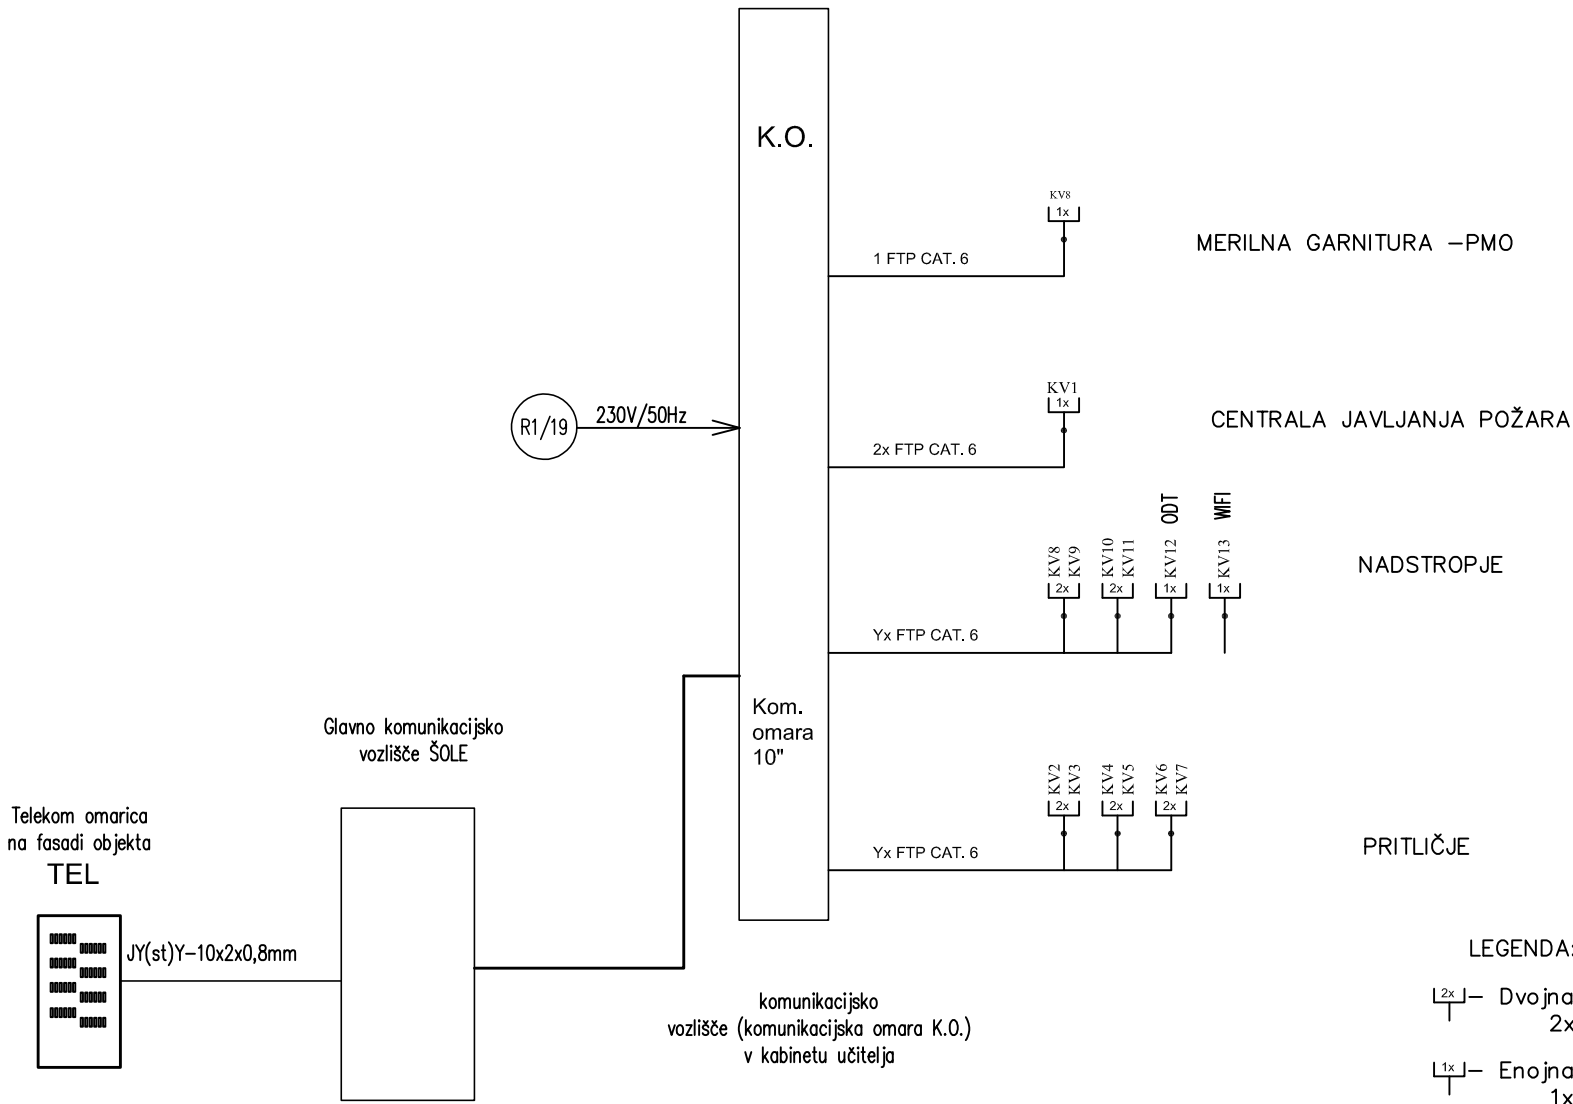 K.O.
KV8
1x
MERILNA GARNITURA –PMO
1 FTP CAT. 6
KV1
1x
CENTRALA JAVLJANJA POŽARA
R1/19
230V/50Hz
2x FTP CAT. 6
ODT
WIFI
KV8
KV9
KV10
KV11
KV12
KV13
2x
2x
1x
1x
NADSTROPJE
Yx FTP CAT. 6
Kom.
omara
10"
Glavno komunikacijsko
vozlišče ŠOLE
KV2
KV3
KV4
KV5
KV6
KV7
2x
2x
2x
PRITLIČJE
Yx FTP CAT. 6
Telekom omarica
na fasadi objekta
TEL
JY(st)Y–10x2x0,8mm
komunikacijsko
vozlišče (komunikacijska omara K.O.)
v kabinetu učitelja
LEGENDA:
2x – Dvojna
2x
1x – Enojna
1x